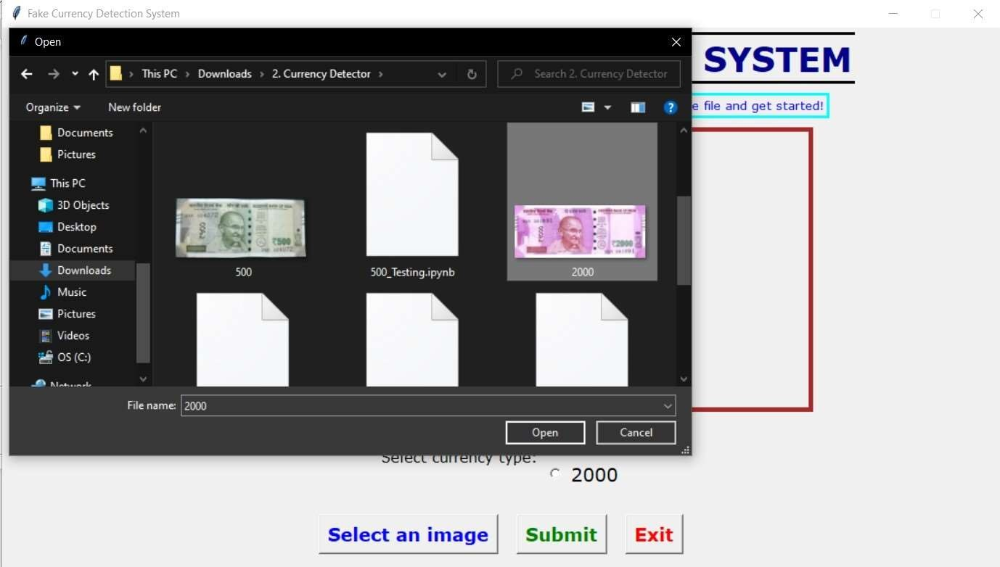 Fake Currency Detection System
Open
SYSTEM
This PC > Downloads > 2. Currency Detector >
Search 2. Currency Detector
e file and get started!
Organize
New folder
Documents
Pictures
This PC
3D Objects
Desktop
Documents
Downloads
Music
Pictures
Videos
OS (C:)
Network
₹500
₹2000
500
500_Testing.ipynb
2000
File name: 2000
Open
Cancel
Select currency type:
2000
Select an image
Submit
Exit